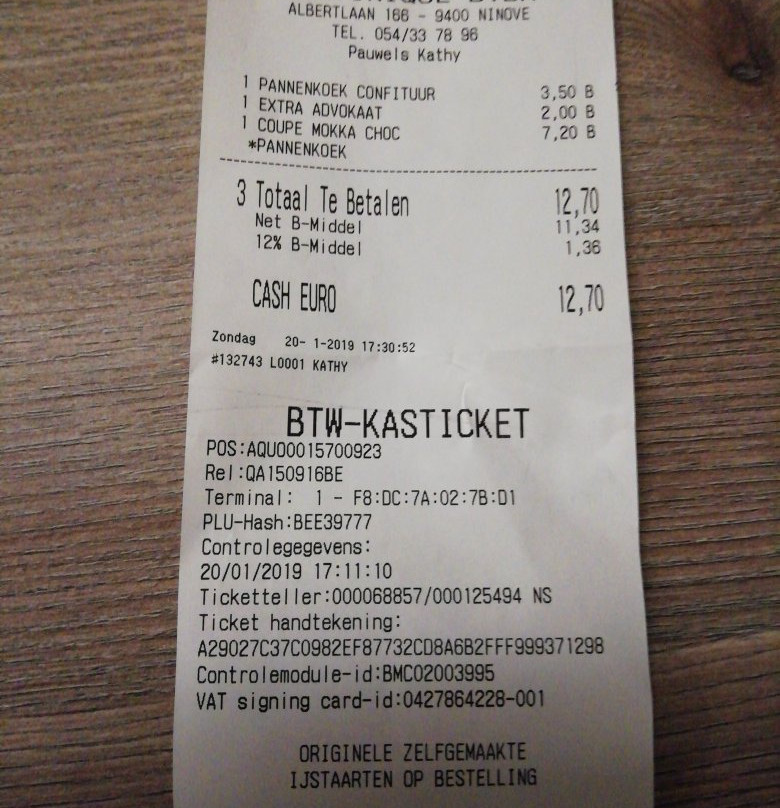 ALBERTLAAN 166 - 9400 NINOVE
TEL. 054/33 78 96
Pauwels Kathy
1 PANNENKOEK CONFITUUR 3,50 B
1 EXTRA ADVOKAAT 2,00 B
1 COUPE MOKKA CHOC 7,20 B
*PANNENKOEK
3 Totaal Te Betalen 12,70
Net B-Middel 11,34
12% B-Middel 1,36
CASH EURO 12,70
Zondag 20- 1-2019 17:30:52
#132743 L0001 KATHY
BTW-KASTICKET
POS:AQU00015700923
Rel:QA150916BE
Terminal: 1 - F8:DC:7A:02:7B:D1
PLU-Hash:BEE39777
Controlegegevens:
20/01/2019 17:11:10
Ticketteller:000068857/000125494 NS
Ticket handtekening:
A29027C37C0982EF87732CD8A6B2FFF999371298
Controlemodule-id:BMC02003995
VAT signing card-id:0427864228-001
ORIGINELE ZELFGEMAAKTE
IJSTAARTEN OP BESTELLING